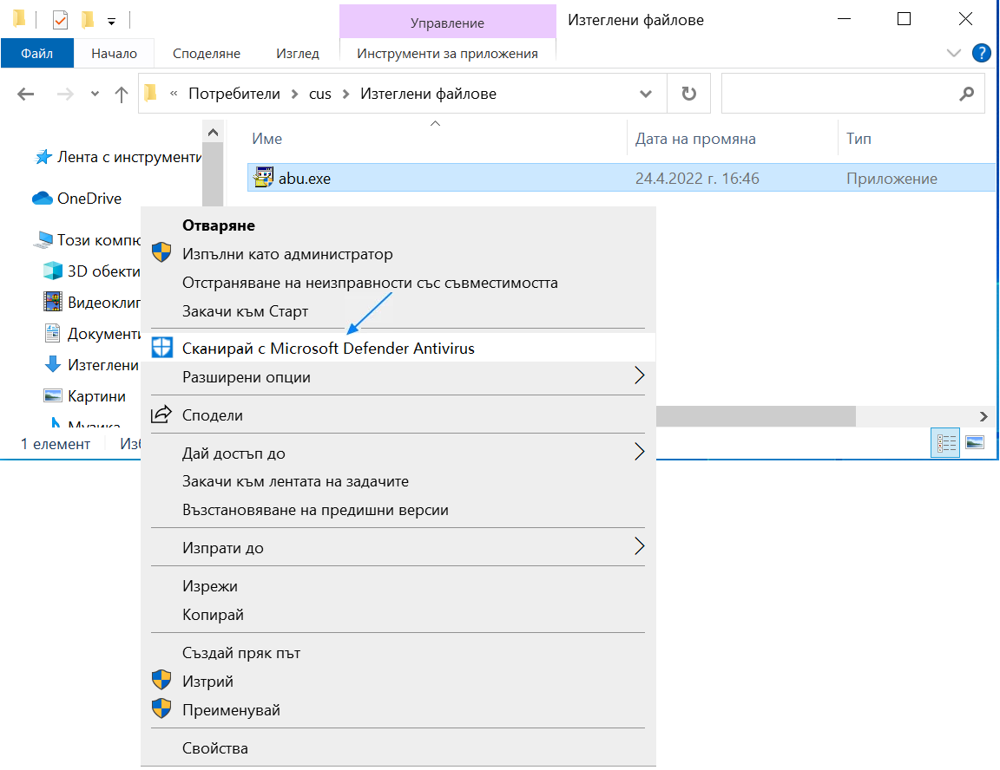 Управление
Изтеглени файлове
Файл
Начало
Споделяне
Изглед
Инструменти за приложения
?
« Потребители > cus > Изтеглени файлове
Име
Дата на промяна
Тип
Лента с инструменти
abu.exe
24.4.2022 г. 16:46
Приложение
OneDrive
Този компю
3D обекти
Видеоклип
Документи
Изтеглени
Картини
Музика
1 елемент
Изб
Отваряне
Изпълни като администратор
Отстраняване на неизправности със съвместимостта
Закачи към Старт
Сканирай с Microsoft Defender Antivirus
Разширени опции
Сподели
Дай достъп до
Закачи към лентата на задачите
Възстановяване на предишни версии
Изпрати до
Изрежи
Копирай
Създай пряк път
Изтрий
Преименувай
Свойства